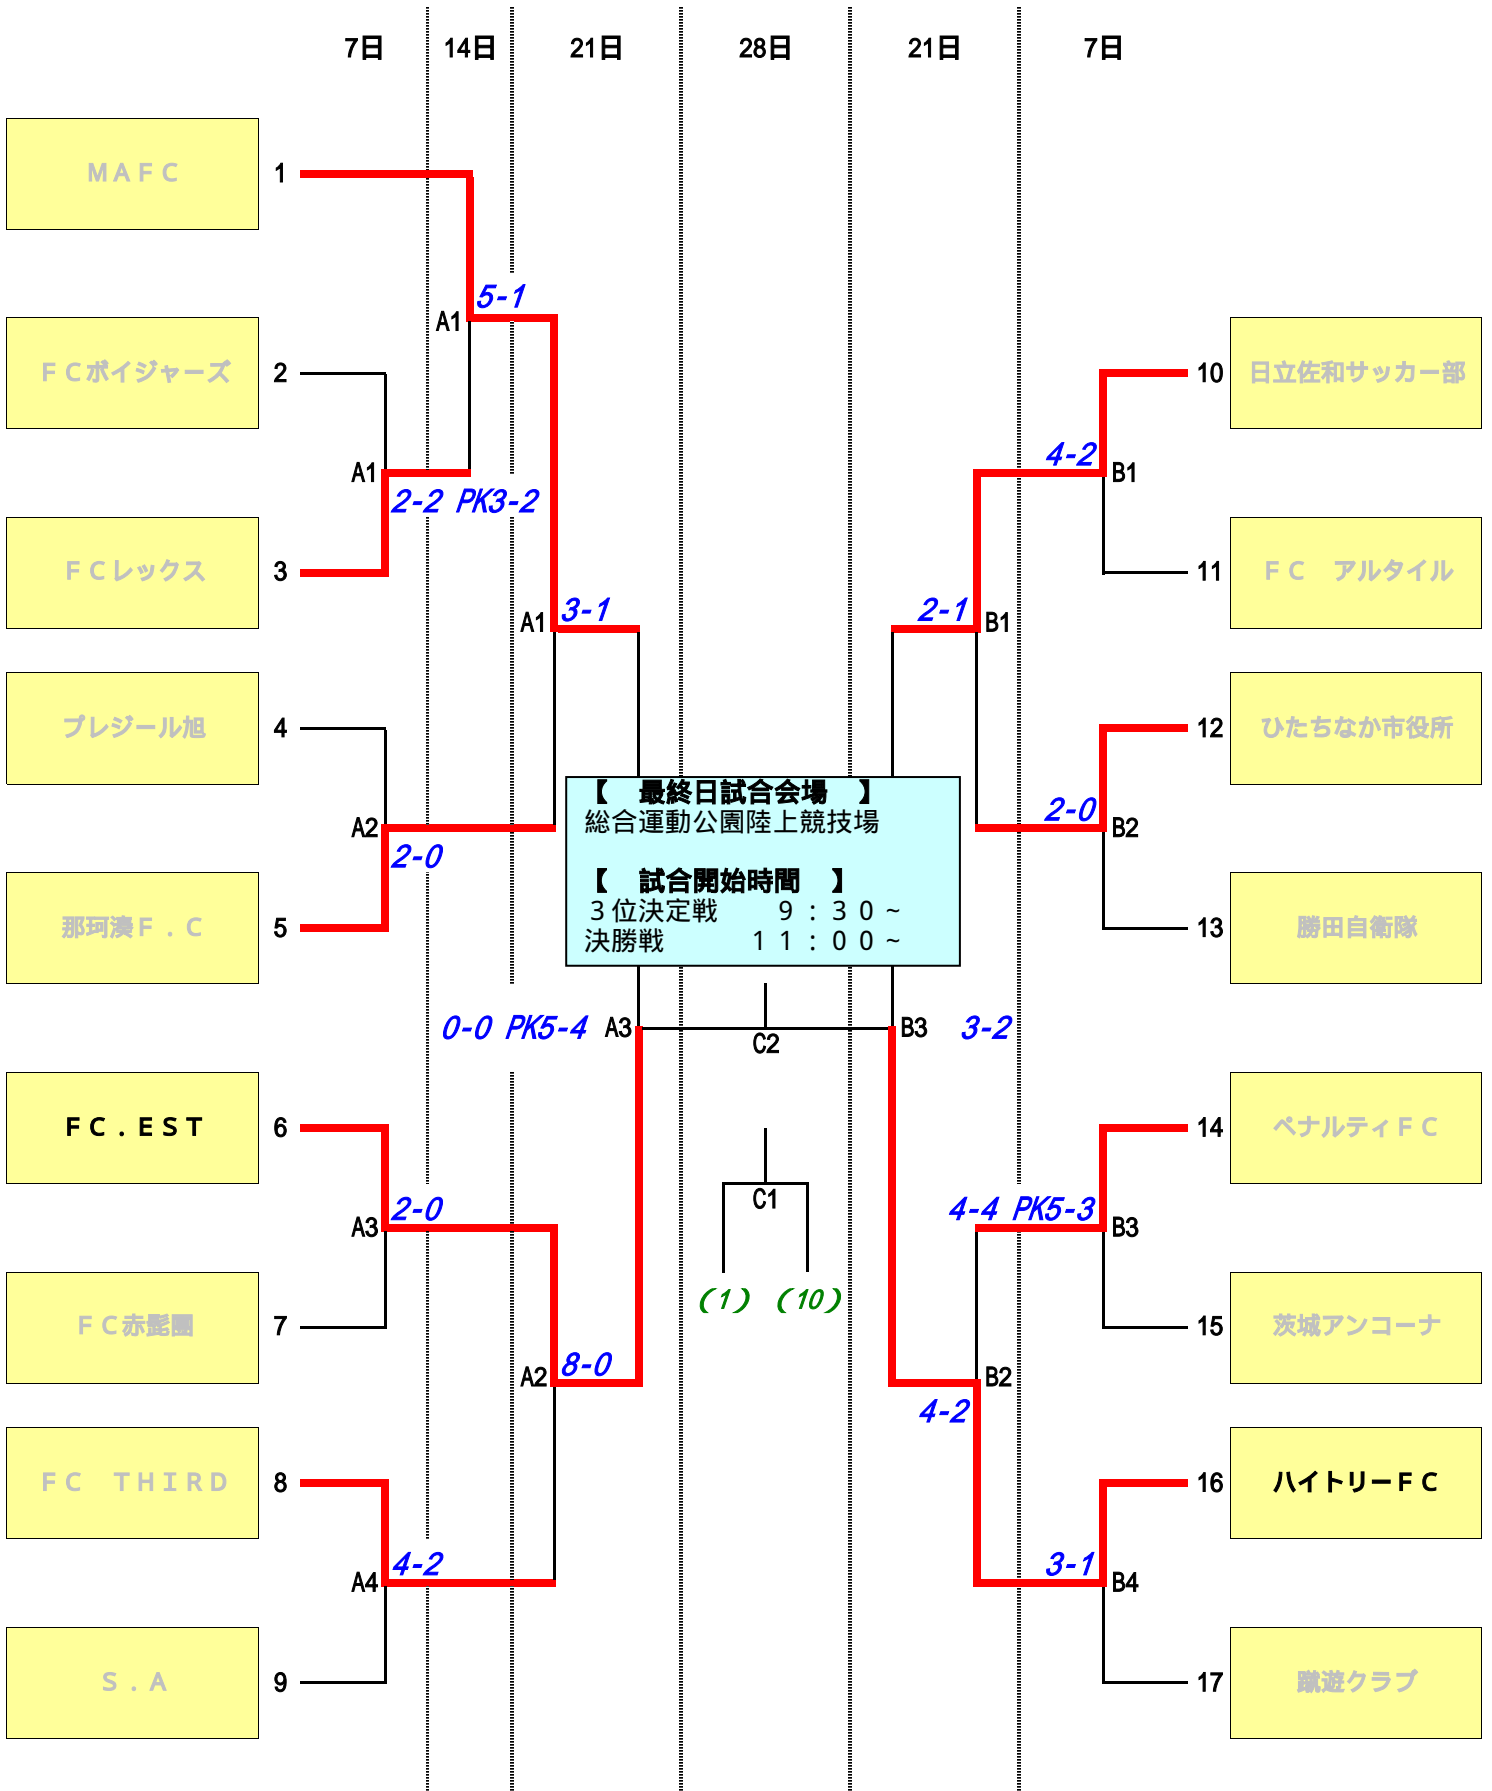 7日 14日 21日 28日 21日 7日
ＭＡＦＣ 1
5-1
A1
ＦＣボイジャーズ 2
10 日立佐和サッカー部
4-2
A1
B1
2-2 PK3-2
ＦＣレックス 3
11 ＦＣ　アルタイル
3-1
2-1
A1
B1
プレジール旭 4
12 ひたちなか市役所
【　最終日試合会場　】
総合運動公園陸上競技場
【　試合開始時間　】
３位決定戦　　９：３０～
決勝戦　　　１１：００～
2-0
A2
B2
2-0
那珂湊Ｆ．Ｃ 5
13 勝田自衛隊
0-0 PK5-4 A3
B3 3-2
C2
ＦＣ．ＥＳＴ 6
14 ペナルティＦＣ
2-0
4-4 PK5-3
C1
A3
B3
(1) (10)
ＦＣ赤髭團 7
15 茨城アンコーナ
8-0
A2
B2
4-2
ＦＣ　ＴＨＩＲＤ 8
16 ハイトリーＦＣ
4-2
3-1
A4
B4
Ｓ．Ａ 9
17 蹴遊クラブ